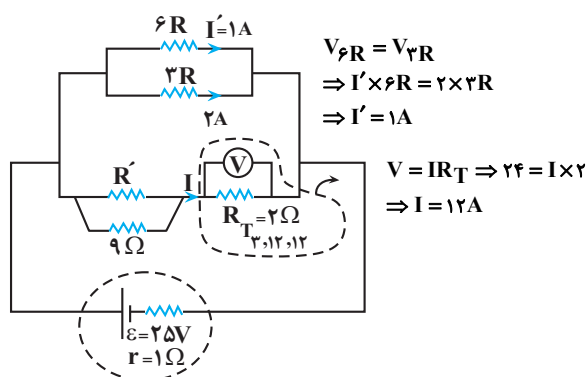 ۶R I′=۱A
۳R
۲A
R′ I V
R_T=۲Ω
۳,۱۲,۱۲
۹Ω
ε=۲۵V
r=۱Ω
V۶R = V۳R
⇒ I′×۶R = ۲×۳R
⇒ I′ = ۱A
V = IR_T ⇒ ۲۴ = I×۲
⇒ I = ۱۲A